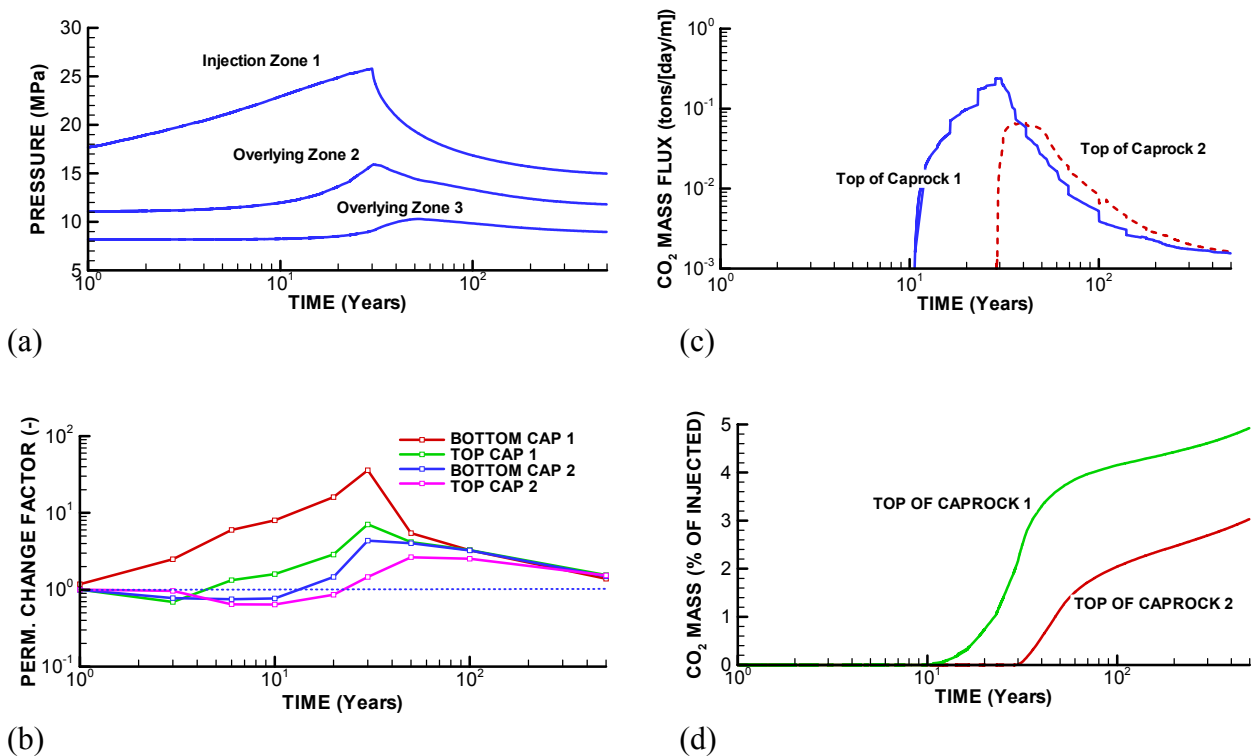 30
25
20
15
10
5
PRESSURE (MPa)
Injection Zone 1
Overlying Zone 2
Overlying Zone 3
10⁰ 10¹ 10²
TIME (Years)
(a)
10⁰
10⁻¹
10⁻²
10⁻³
CO₂ MASS FLUX (tons/[day/m]
Top of Caprock 1
Top of Caprock 2
10⁰ 10¹ 10²
TIME (Years)
(c)
10²
10¹
10⁰
10⁻¹
PERM. CHANGE FACTOR (-)
BOTTOM CAP 1
TOP CAP 1
BOTTOM CAP 2
TOP CAP 2
10⁰ 10¹ 10²
TIME (Years)
(b)
5
4
3
2
1
0
CO₂ MASS (% OF INJECTED)
TOP OF CAPROCK 1
TOP OF CAPROCK 2
10⁰ 10¹ 10²
TIME (Years)
(d)